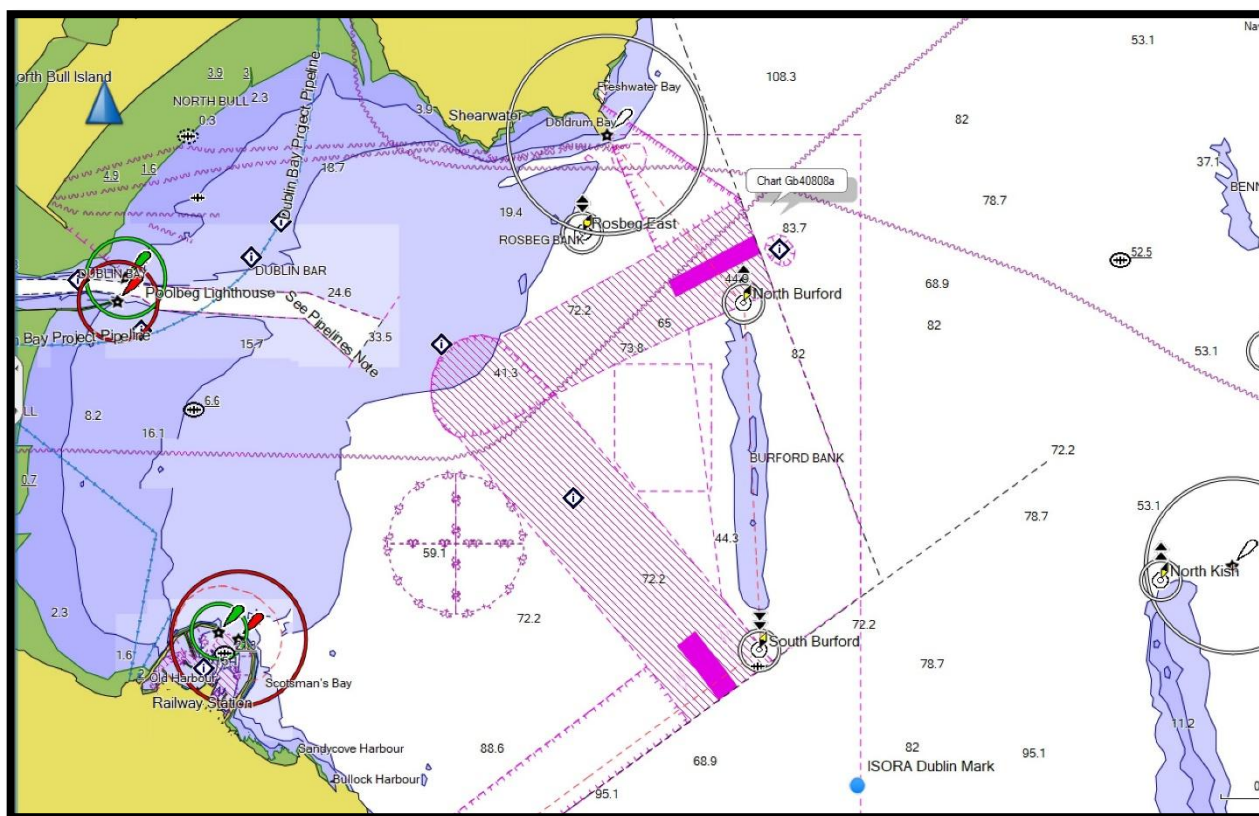 Nav
53.1
108.3
orth Bull Island
3.9
3
2.3
NORTH BULL
0.3
Dublin Bay Project Pipeline
3.9
Shearwater
Freshwater Bay
Doldrum Bay
82
37.1
4.9
1.6
18.7
Chart Gb40808a
BENN
78.7
19.4
Rosbeg East
ROSBEG BANK
83.7
52.5
DUBLIN BAR
44.9
68.9
Poolbeg Lighthouse
24.6
North Burford
72.2
65
82
See Pipelines Note
33.5
Bay Project Pipeline
15.7
73.8
82
53.1
41.3
6.6
LL
8.2
16.1
BURFORD BANK
72.2
0.7
53.1
78.7
44.3
59.1
North Kish
72.2
2.3
72.2
72.2
South Burford
1.6
2
78.7
Old Harbour
Scotsman's Bay
Railway Station
11.2
Sandycove Harbour
88.6
82
95.1
68.9
ISORA Dublin Mark
Bullock Harbour
95.1
0